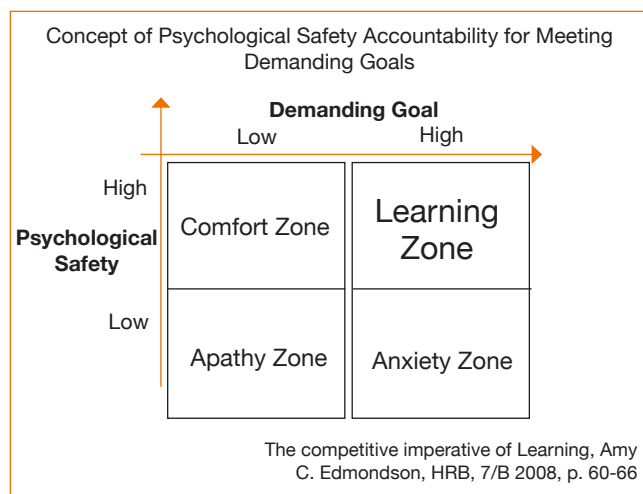 Concept of Psychological Safety Accountability for Meeting
Demanding Goals
Demanding Goal
Low
High
High
Psychological
Safety
Low
Comfort Zone
Learning
Zone
Apathy Zone
Anxiety Zone
The competitive imperative of Learning, Amy
C. Edmondson, HRB, 7/B 2008, p. 60-66